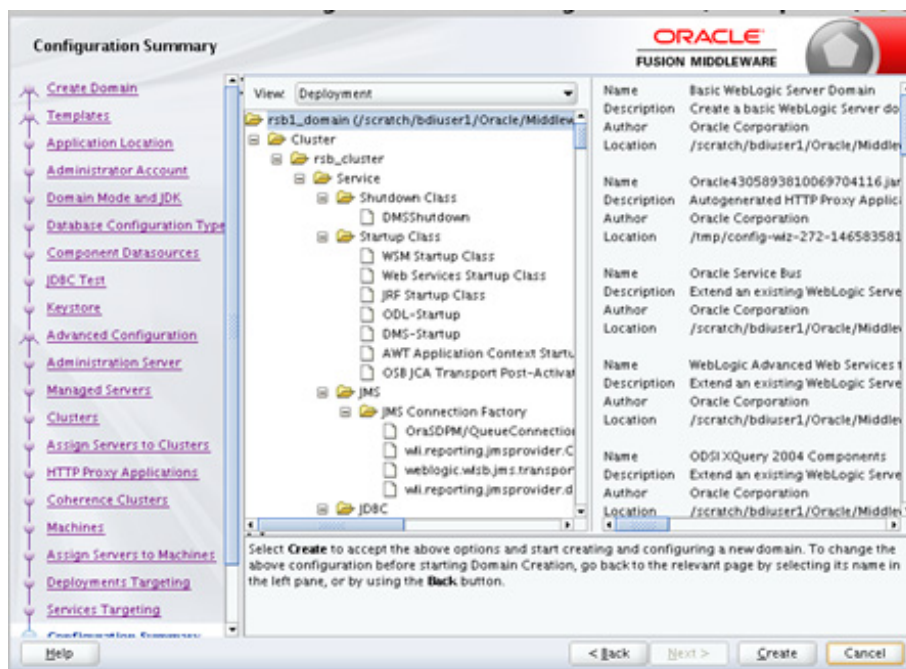 Configuration Summary
ORACLE
FUSION MIDDLEWARE
Create Domain
Templates
Application Location
Administrator Account
Domain Mode and JDK
Database Configuration Type
Component Datasources
JDBC Test
Keystore
Advanced Configuration
Administration Server
Managed Servers
Clusters
Assign Servers to Clusters
HTTP Proxy Applications
Coherence Clusters
Machines
Assign Servers to Machines
Deployments Targeting
Services Targeting
Configuration Summary
View: Deployment
rsb1_domain (/scratch/bdiuser1/Oracle/Middlew
Cluster
rsb_cluster
Service
Shutdown Class
DMSShutdown
Startup Class
WSM Startup Class
Web Services Startup Class
JRF Startup Class
ODL-Startup
DMS-Startup
AWT Application Context Startu
OSB JCA Transport Post-Activat
JMS
JMS Connection Factory
OraSDPM/QueueConnection
wli.reporting.jmsprovider.C
weblogic.wlsb.jms.transpor
wli.reporting.jmsprovider.d
JDBC
Name Basic WebLogic Server Domain
Description Create a basic WebLogic Server do
Author Oracle Corporation
Location /scratch/bdiuser1/Oracle/Middlew
Name Oracle4305893810069704116.jar
Description Autogenerated HTTP Proxy Applic
Author Oracle Corporation
Location /tmp/config-wiz-272-146583581
Name Oracle Service Bus
Description Extend an existing WebLogic Serve
Author Oracle Corporation
Location /scratch/bdiuser1/Oracle/Middlew
Name WebLogic Advanced Web Services
Description Extend an existing WebLogic Serve
Author Oracle Corporation
Location /scratch/bdiuser1/Oracle/Middlew
Name ODSI XQuery 2004 Components
Description Extend an existing WebLogic Serve
Author Oracle Corporation
Location /scratch/bdiuser1/Oracle/Middlew
Select Create to accept the above options and start creating and configuring a new domain. To change the
above configuration before starting Domain Creation, go back to the relevant page by selecting its name in
the left pane, or by using the Back button.
Help
< Back
Next >
Create
Cancel